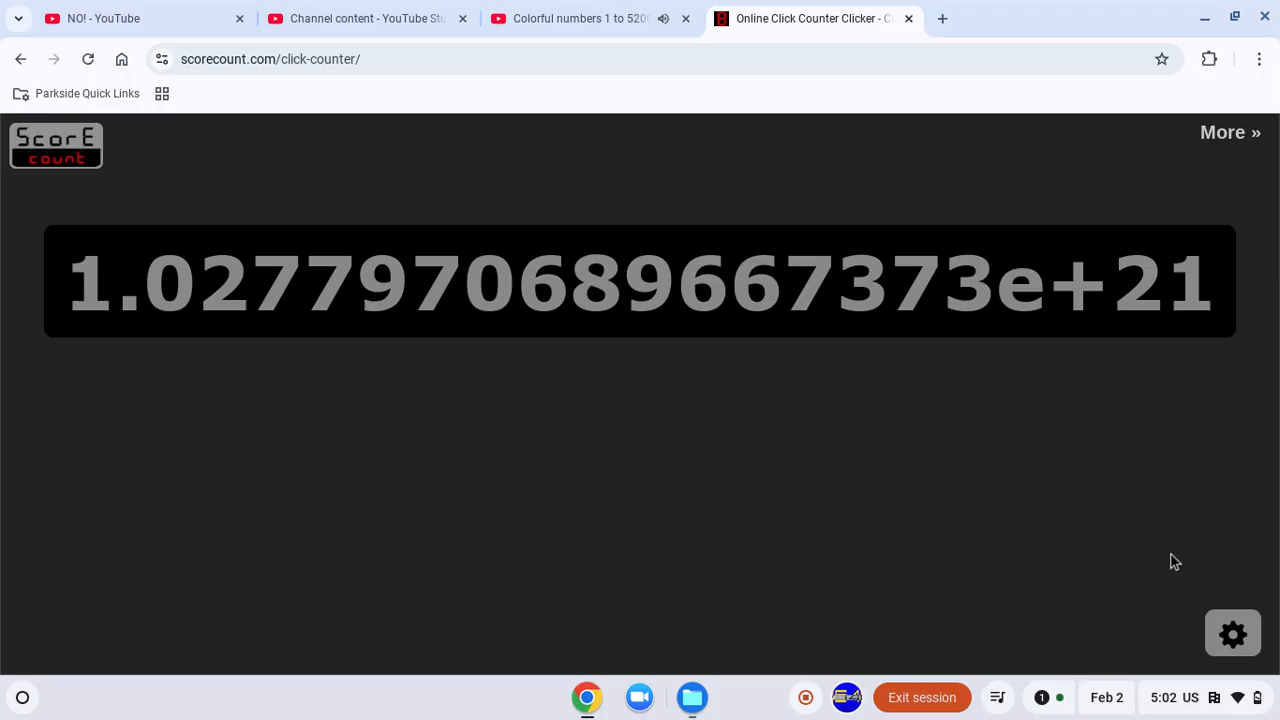 NO! - YouTube
Channel content - YouTube Stu
Colorful numbers 1 to 5200
Online Click Counter Clicker - C
scorecount.com/click-counter/
Parkside Quick Links
ScorE
count
More »
1.0277970689667373e+21
Exit session
1
Feb 2
5:02 US